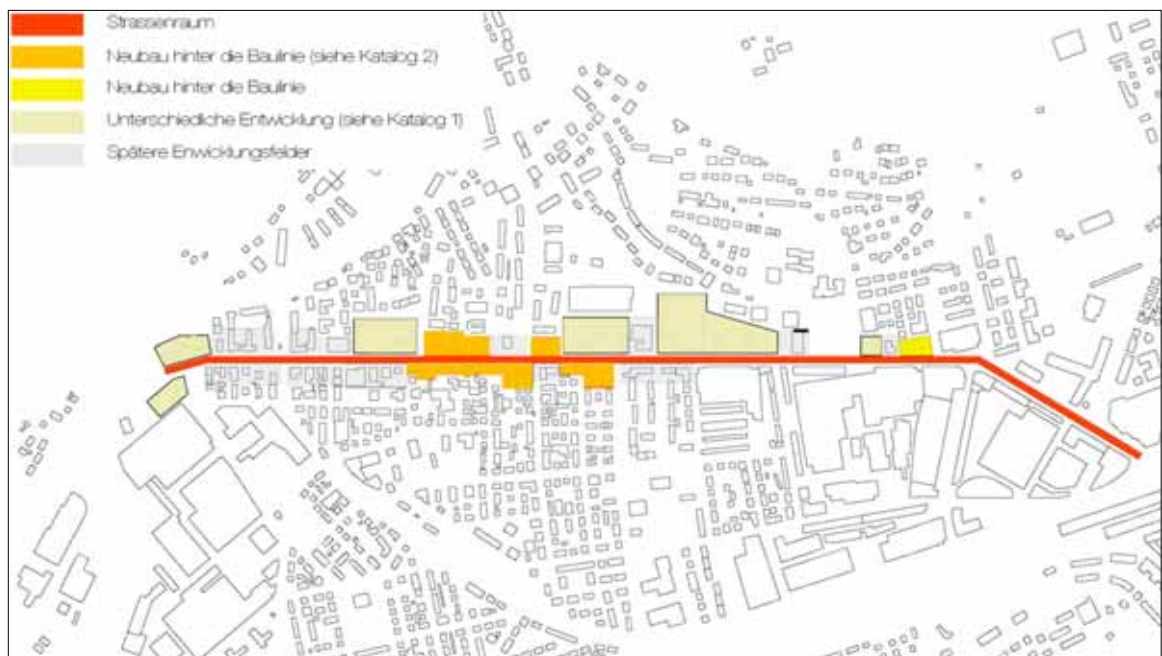 Strassenraum
Neubau hinter die Baulinie (siehe Katalog 2)
Neubau hinter die Baulinie
Unterschiedliche Entwicklung (siehe Katalog 1)
Spätere Enwicklungsfelder